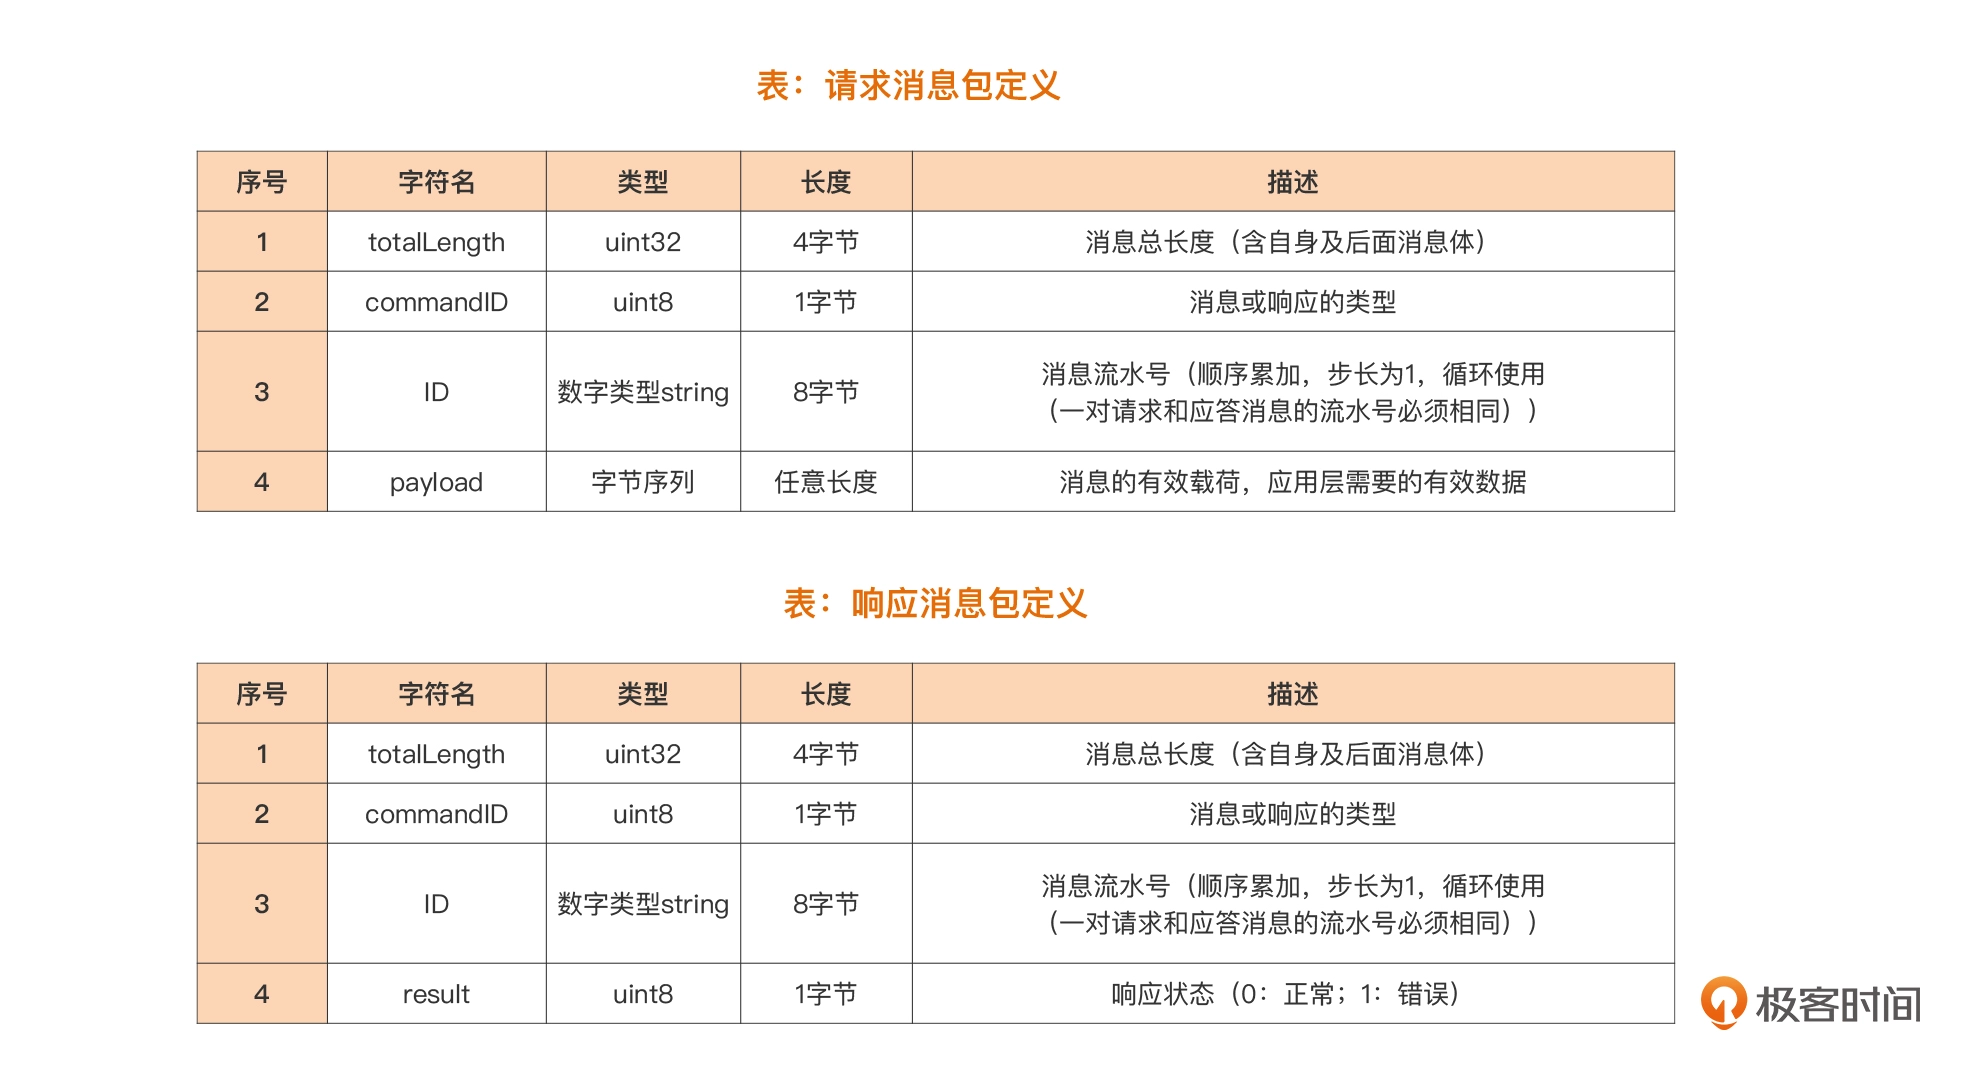 表：请求消息包定义
序号 字符名 类型 长度 描述
1 totalLength uint32 4字节 消息总长度（含自身及后面消息体）
2 commandID uint8 1字节 消息或响应的类型
3 ID 数字类型string 8字节 消息流水号（顺序累加，步长为1，循环使用
（一对请求和应答消息的流水号必须相同））
4 payload 字节序列 任意长度 消息的有效载荷，应用层需要的有效数据
表：响应消息包定义
序号 字符名 类型 长度 描述
1 totalLength uint32 4字节 消息总长度（含自身及后面消息体）
2 commandID uint8 1字节 消息或响应的类型
3 ID 数字类型string 8字节 消息流水号（顺序累加，步长为1，循环使用
（一对请求和应答消息的流水号必须相同））
4 result uint8 1字节 响应状态（0：正常；1：错误）
极客时间